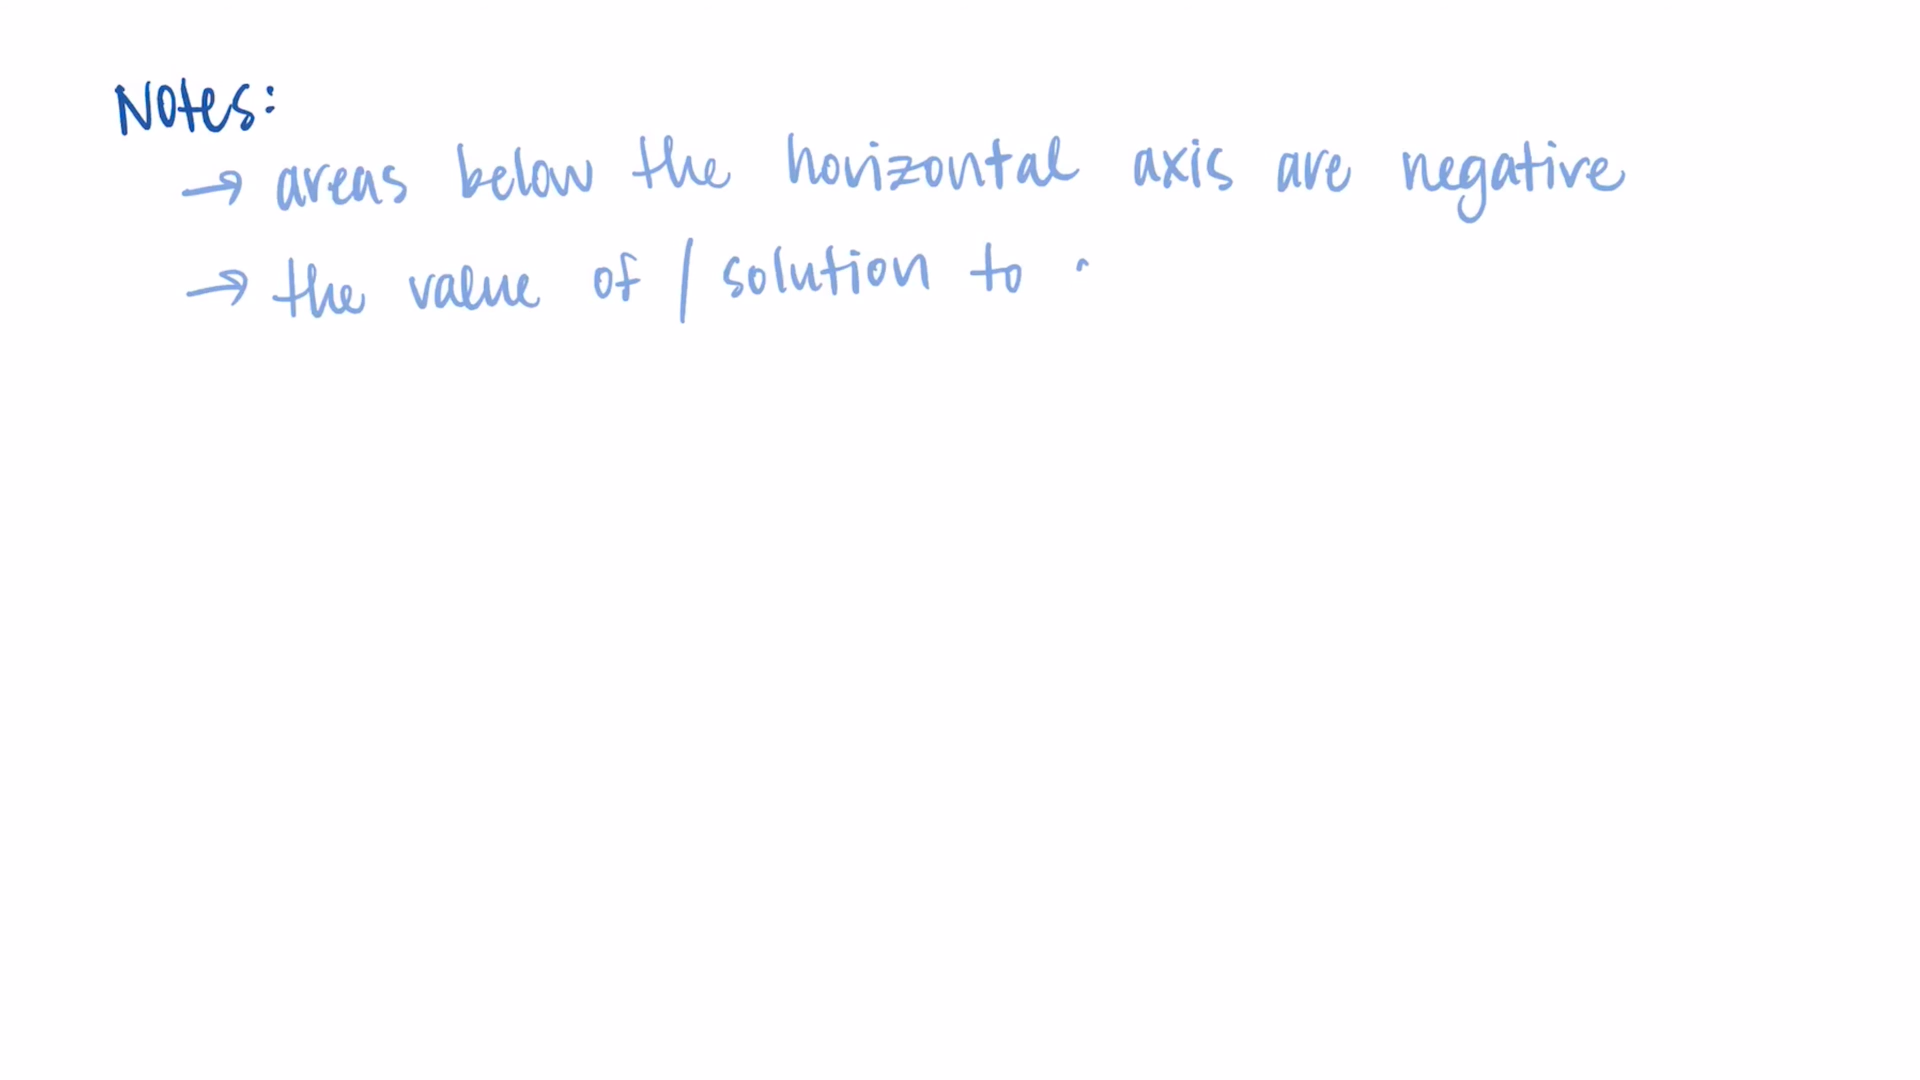 Notes:
→ areas below the horizontal axis are negative
→ the value of / solution to